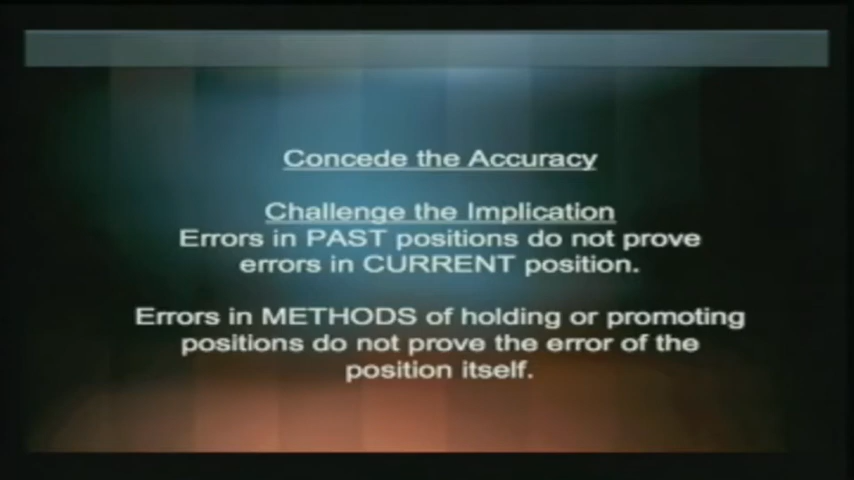 Concede the Accuracy
Challenge the Implication
Errors in PAST positions do not prove
errors in CURRENT position.
Errors in METHODS of holding or promoting
positions do not prove the error of the
position itself.